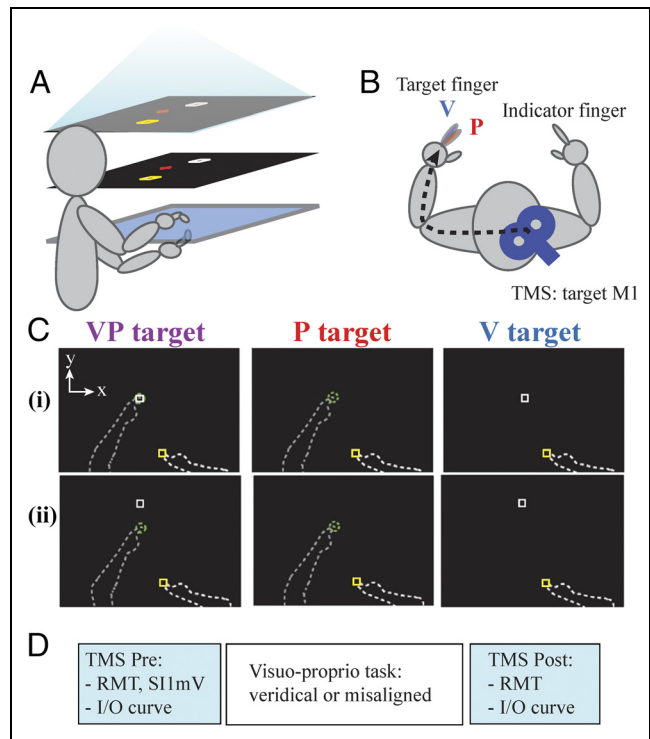 A
B
Target finger
V
P
Indicator finger
TMS: target M1
C
VP target
P target
V target
y
x
(i)
(ii)
D
TMS Pre:
- RMT, SI1mV
- I/O curve
Visuo-proprio task:
veridical or misaligned
TMS Post:
- RMT
- I/O curve